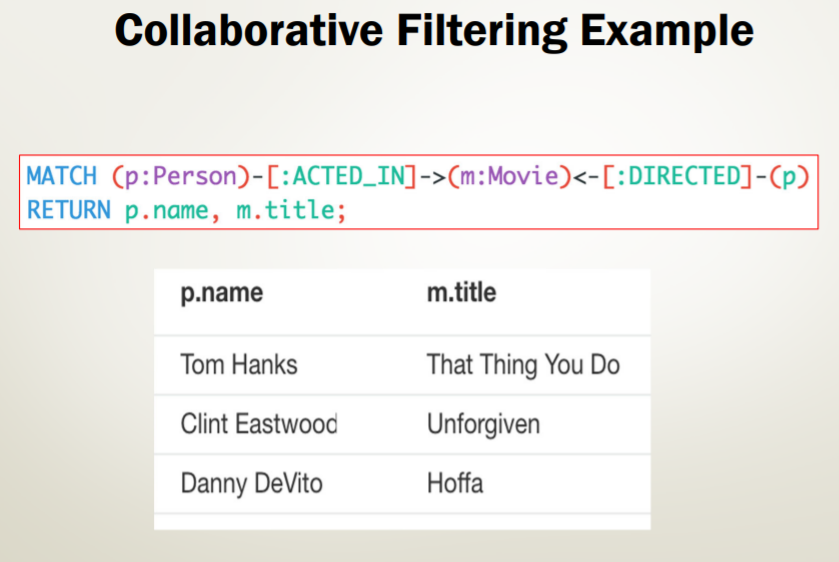 Collaborative Filtering Example
MATCH (p:Person)-[:ACTED_IN]->(m:Movie)<-[:DIRECTED]-(p)
RETURN p.name, m.title;
p.name m.title
Tom Hanks That Thing You Do
Clint Eastwood Unforgiven
Danny DeVito Hoffa